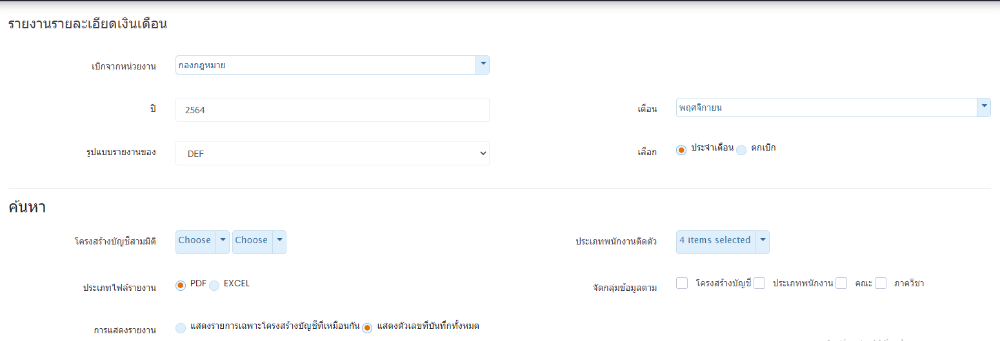 รายงานรายละเอียดเงินเดือน
เบิกจากหน่วยงาน กองกฎหมาย
ปี 2564 เดือน พฤศจิกายน
รูปแบบรายงานของ DEF เลือก ประจำเดือน ตกเบิก
ค้นหา
โครงสร้างบัญชีสามมิติ Choose Choose ประเภทพนักงานติดตัว 4 items selected
ประเภทไฟล์รายงาน PDF EXCEL จัดกลุ่มข้อมูลตาม โครงสร้างบัญชี ประเภทพนักงาน คณะ ภาควิชา
การแสดงรายงาน แสดงรายการเฉพาะโครงสร้างบัญชีที่เหมือนกัน แสดงตัวเลขที่บันทึกทั้งหมด